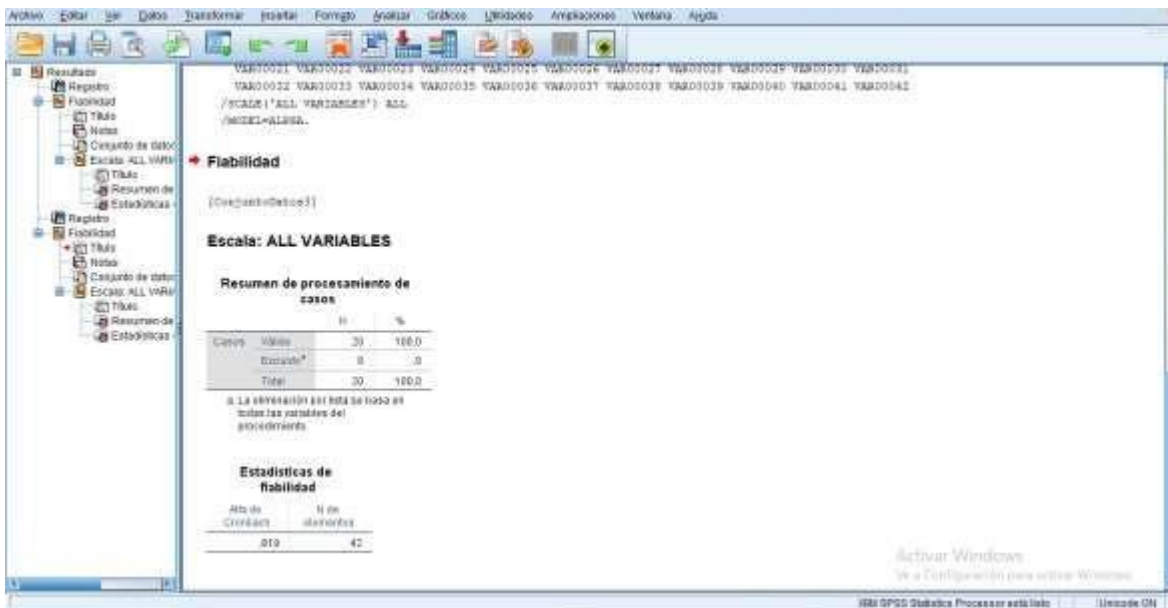 Archivo Editar Ver Datos Transformar Insertar Formato Analizar Gráficos Utilidades Ampliaciones Ventana Ayuda
Resultado
Registro
Fiabilidad
Título
Notas
Conjunto de datos
Escala: ALL VARI
Título
Resumen de
Estadísticas
Registro
Fiabilidad
Título
Notas
Conjunto de datos
Escala: ALL VARI
Título
Resumen de
Estadísticas
VAR00021 VAR00022 VAR00023 VAR00024 VAR00025 VAR00026 VAR00027 VAR00028 VAR00029 VAR00030 VAR00031
VAR00032 VAR00033 VAR00034 VAR00035 VAR00036 VAR00037 VAR00038 VAR00039 VAR00040 VAR00041 VAR00042
/SCALE('ALL VARIABLES') ALL
/MODEL=ALPHA.
Fiabilidad
[ConjuntoDatos3]
Escala: ALL VARIABLES
Resumen de procesamiento de
casos
N %
Casos Válido 100,0
Excluido 0 ,0
Total 100,0
a. La eliminación por lista se basa en
todas las variables del
procedimiento.
Estadísticas de
fiabilidad
Alfa de N de
Cronbach elementos
42
Activar Windows
Ve a Configuración para activar Windows.
IBM SPSS Statistics Processor está listo Unicode:ON